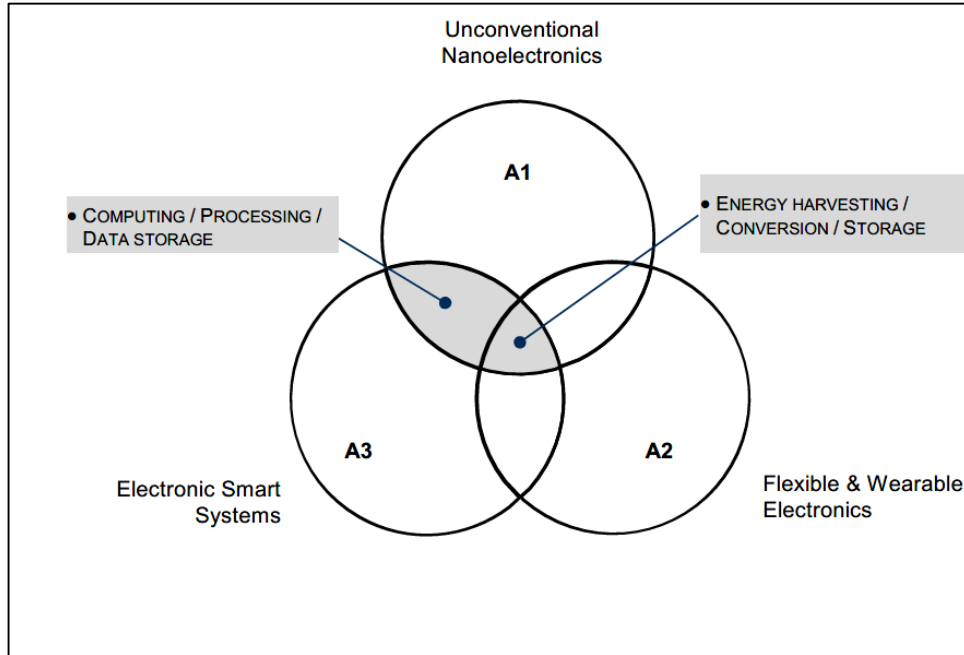 Unconventional
Nanoelectronics
A1
• COMPUTING / PROCESSING /
DATA STORAGE
• ENERGY HARVESTING /
CONVERSION / STORAGE
A3
A2
Electronic Smart
Systems
Flexible & Wearable
Electronics